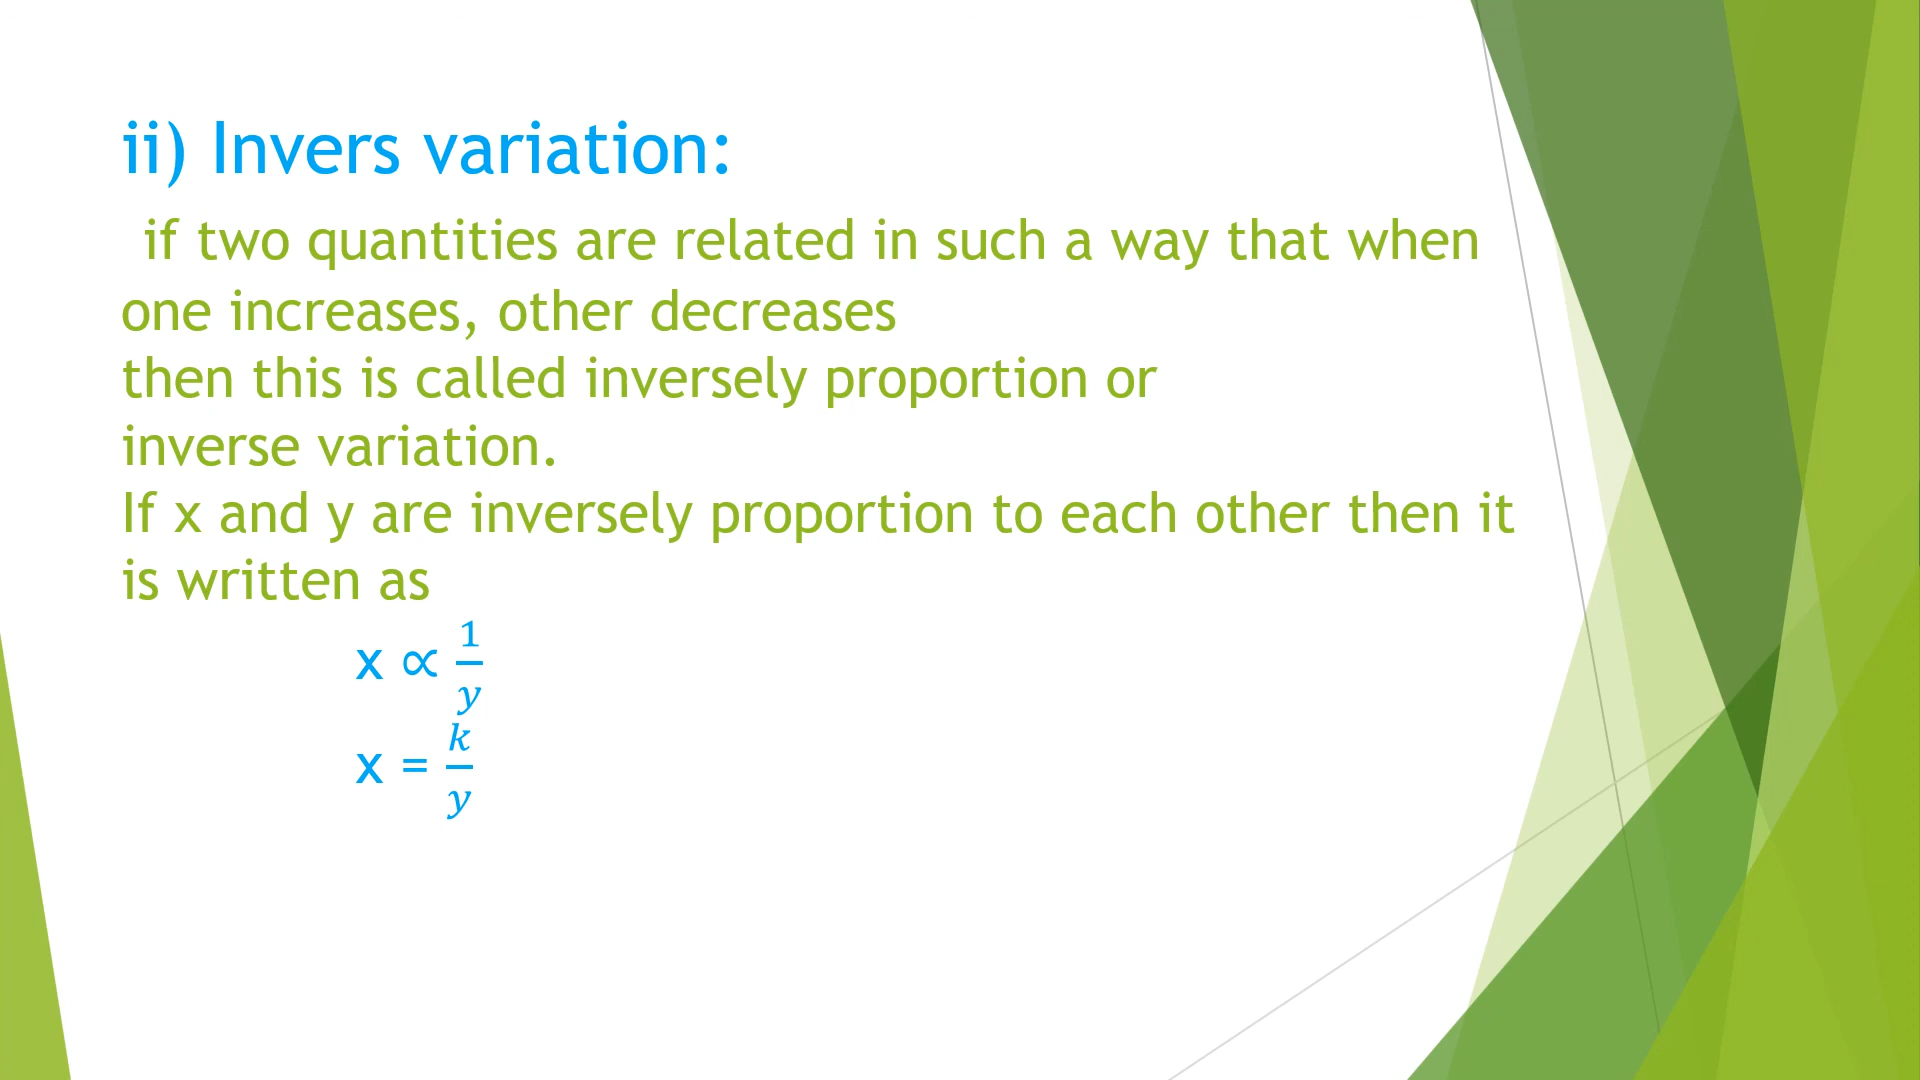 ii) Invers variation:
if two quantities are related in such a way that when
one increases, other decreases
then this is called inversely proportion or
inverse variation.
If x and y are inversely proportion to each other then it
is written as
x ∝ 1/y
x = k/y